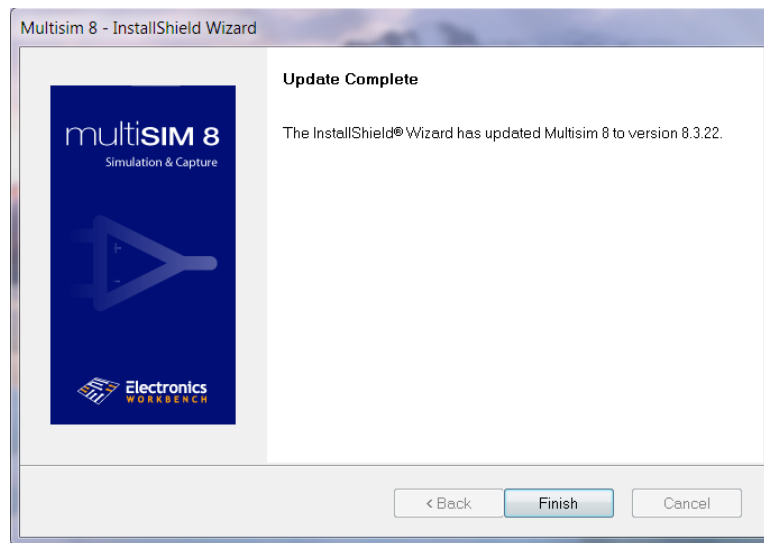 Multisim 8 - InstallShield Wizard
Update Complete
The InstallShield® Wizard has updated Multisim 8 to version 8.3.22.
multiSIM 8
Simulation & Capture
+
-
Electronics
WORKBENCH
< Back
Finish
Cancel